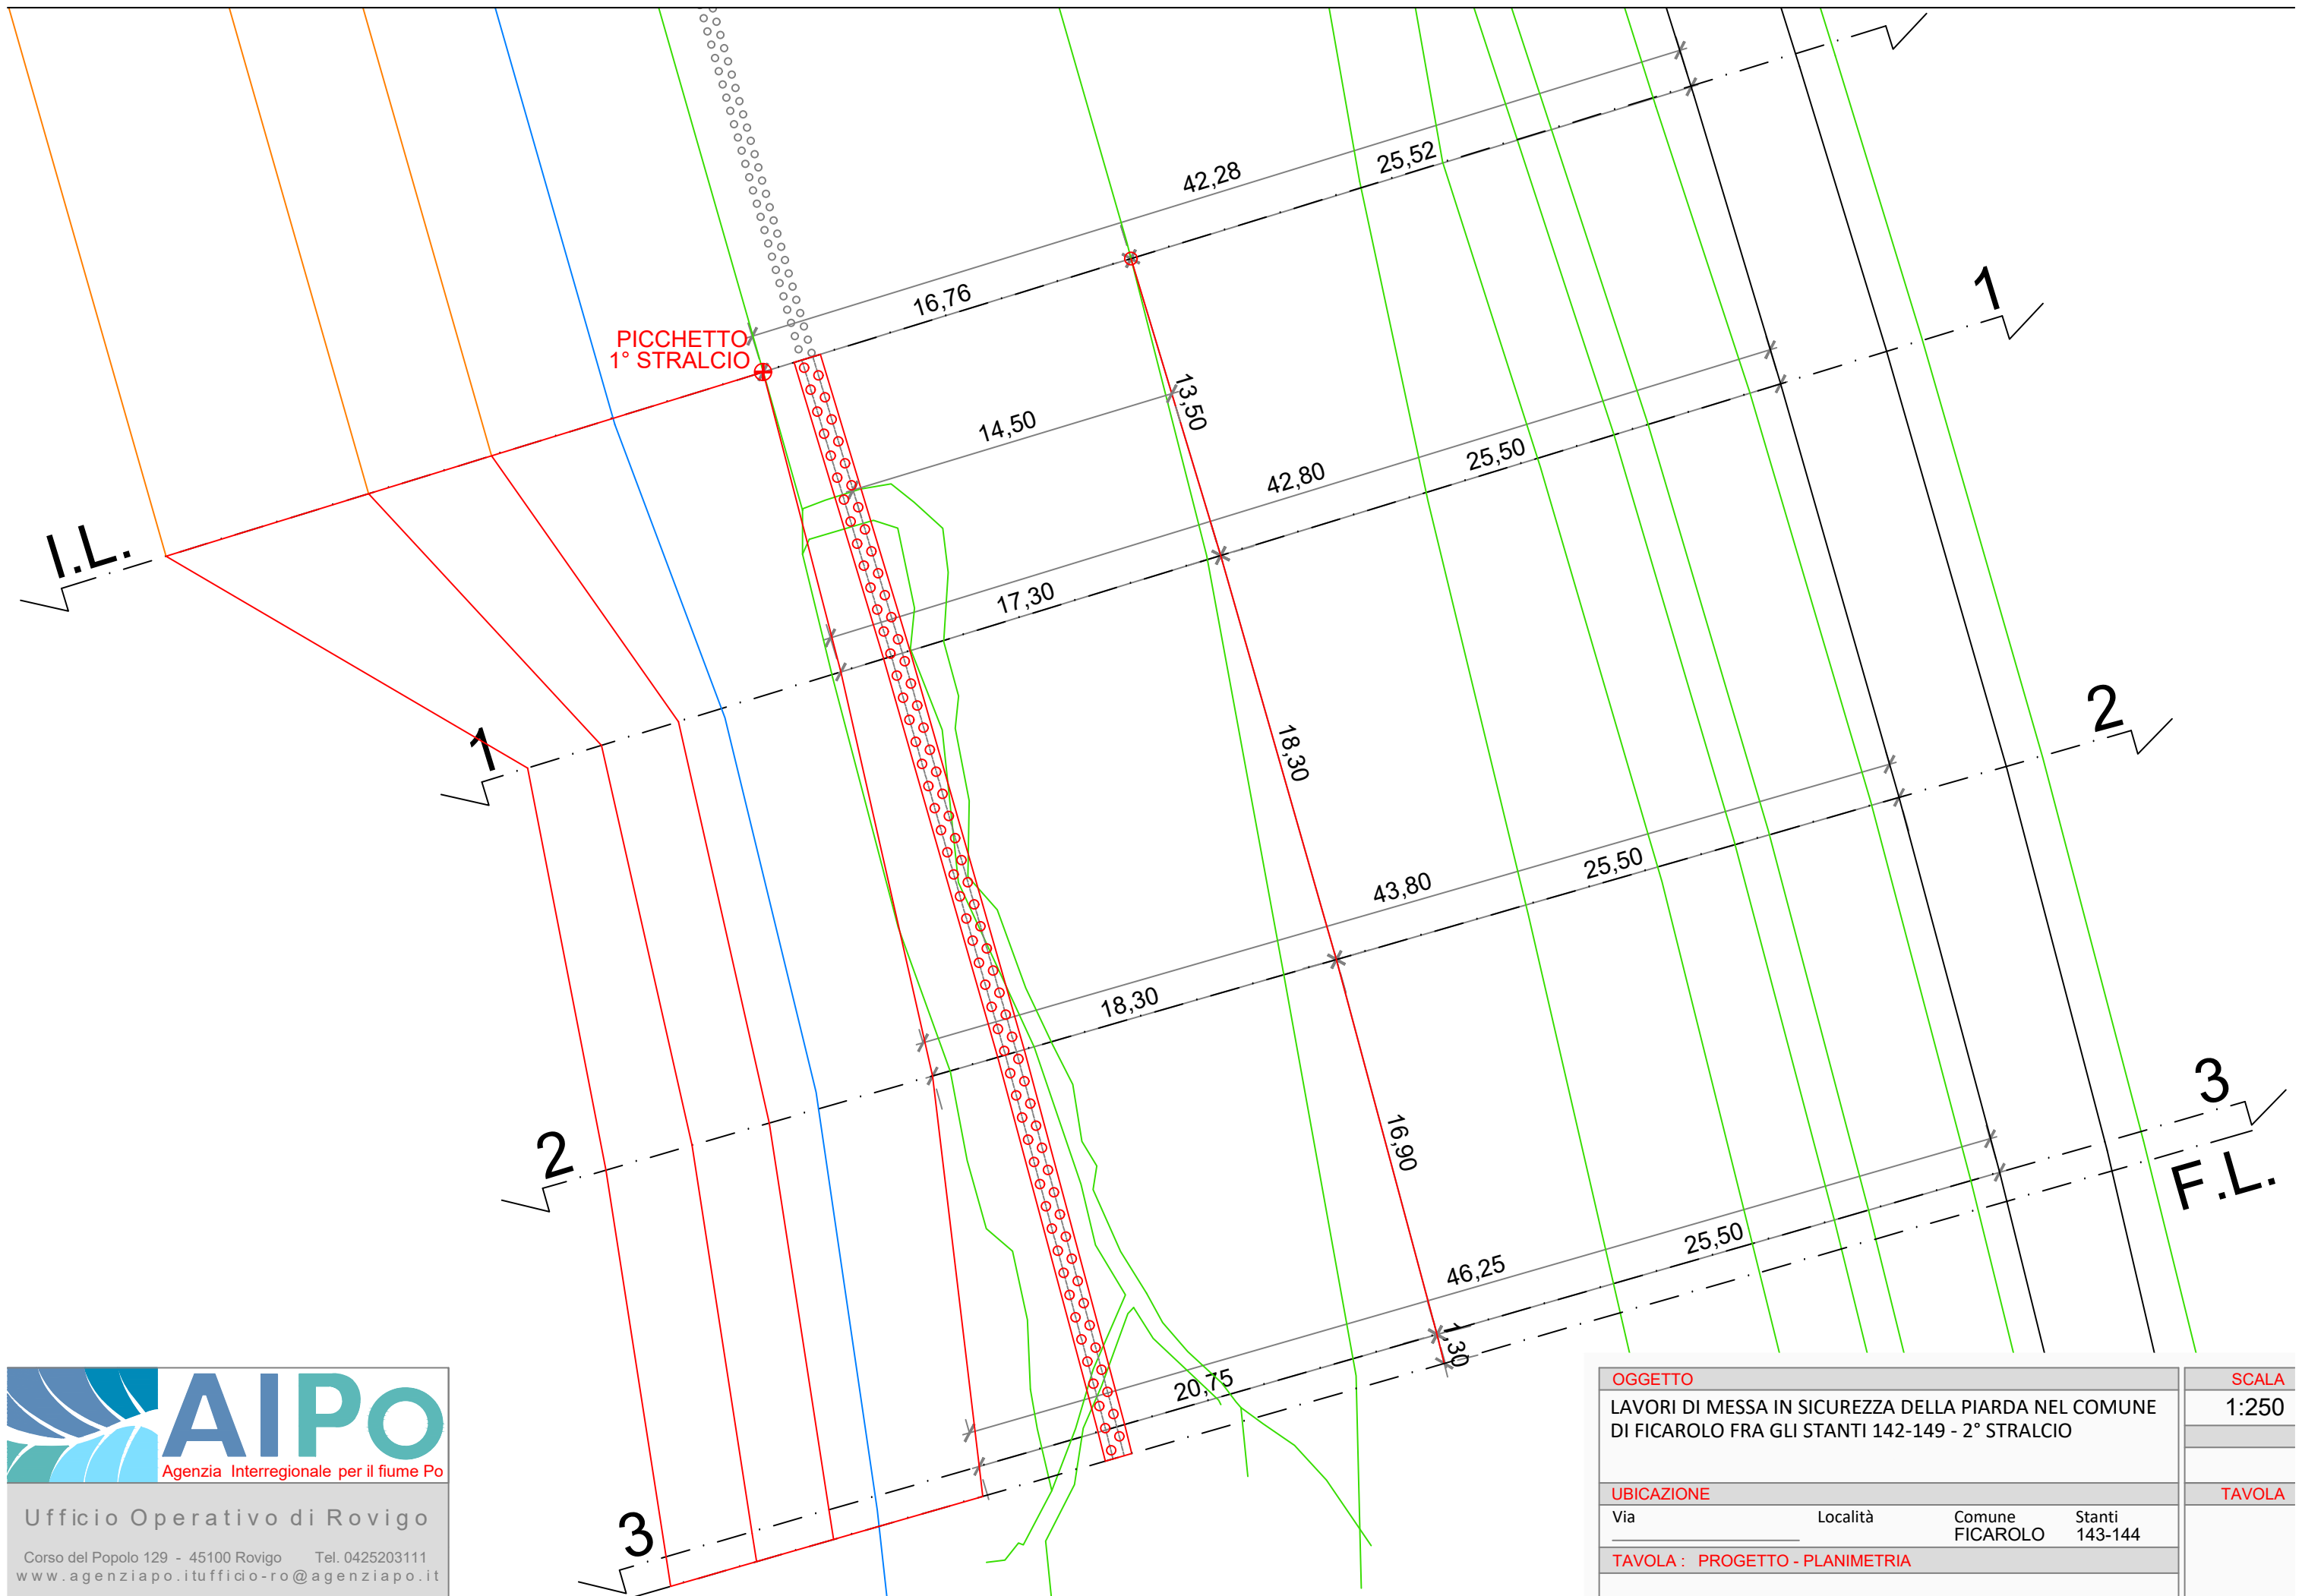 42,28
25,52
16,76
PICCHETTO
1° STRALCIO
13,50
14,50
1
42,80
25,50
17,30
I.L.
1
18,30
2
43,80
25,50
18,30
2
16,90
3
F.L.
46,25
25,50
1,30
20,75
3
AIPO
Agenzia Interregionale per il fiume Po
Ufficio Operativo di Rovigo
Corso del Popolo 129 - 45100 Rovigo Tel. 0425203111
www.agenziapo.itufficio-ro@agenziapo.it
OGGETTO
SCALA
LAVORI DI MESSA IN SICUREZZA DELLA PIARDA NEL COMUNE
1:250
DI FICAROLO FRA GLI STANTI 142-149 - 2° STRALCIO
UBICAZIONE
TAVOLA
Via Località Comune Stanti
FICAROLO 143-144
TAVOLA : PROGETTO - PLANIMETRIA